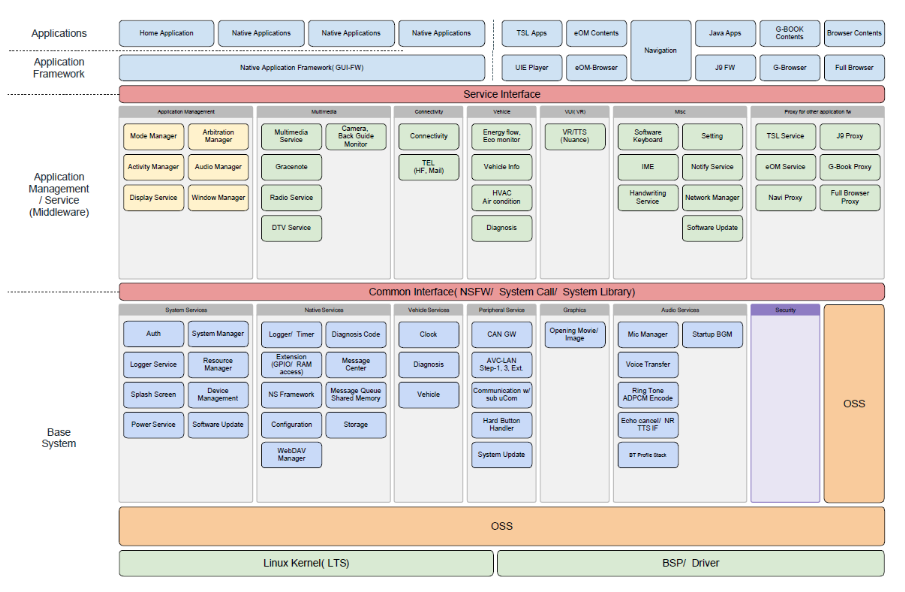 Applications
Home Application
Native Applications
Native Applications
Native Applications
TSL Apps
eOM Contents
Navigation
Java Apps
G-BOOK
Contents
Browser Contents
Application
Framework
Native Application Framework( GUI-FW)
UIE Player
eOM-Browser
J9 FW
G-Browser
Full Browser
Service Interface
Application
Management
/ Service
(Middleware)
Application Management
Mode Manager
Arbitration
Manager
Activity Manager
Audio Manager
Display Service
Window Manager
Multimedia
Multimedia
Service
Camera,
Back Guide
Monitor
Gracenote
Radio Service
DTV Service
Connectivity
Connectivity
TEL
(HF, Mail)
Vehicle
Energy flow,
Eco monitor
Vehicle Info
HVAC
Air condition
Diagnosis
VUI( VR)
VR/TTS
(Nuance)
Misc
Software
Keyboard
Setting
IME
Notify Service
Handwriting
Service
Network Manager
Software Update
Proxy for other application fw
TSL Service
J9 Proxy
eOM Service
G-Book Proxy
Navi Proxy
Full Browser
Proxy
Common Interface( NSFW/ System Call/ System Library)
Base
System
System Services
Auth
System Manager
Logger Service
Resource
Manager
Splash Screen
Device
Management
Power Service
Software Update
Native Services
Logger/ Timer
Diagnosis Code
Extension
(GPIO/ RAM
access)
Message
Center
NS Framework
Message Queue
Shared Memory
Configuration
Storage
WebDAV
Manager
Vehicle Services
Clock
Diagnosis
Vehicle
Peripheral Service
CAN GW
AVC-LAN
Step-1, 3, Ext.
Communication w/
sub uCom
Hard Button
Handler
System Update
Graphics
Opening Movie/
Image
Audio Services
Mic Manager
Startup BGM
Voice Transfer
Ring Tone
ADPCM Encode
Echo cancel/ NR
TTS IF
BT Profile Stack
Security
OSS
OSS
Linux Kernel( LTS)
BSP/ Driver